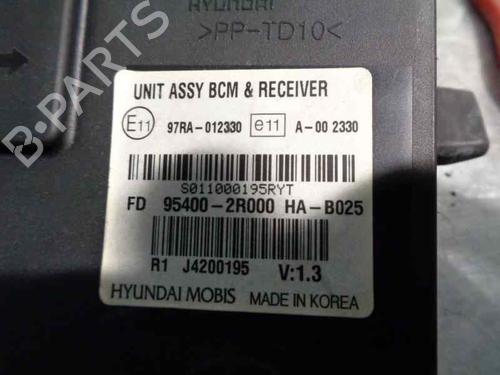 HYUNDAI
>PP-TD10<
UNIT ASSY BCM & RECEIVER
E11 97RA-012330 e11 A-00 2330
S011000195RYT
FD 95400-2R000 HA-B025
R1 J4200195 V:1.3
HYUNDAI MOBIS MADE IN KOREA
B-PARTS